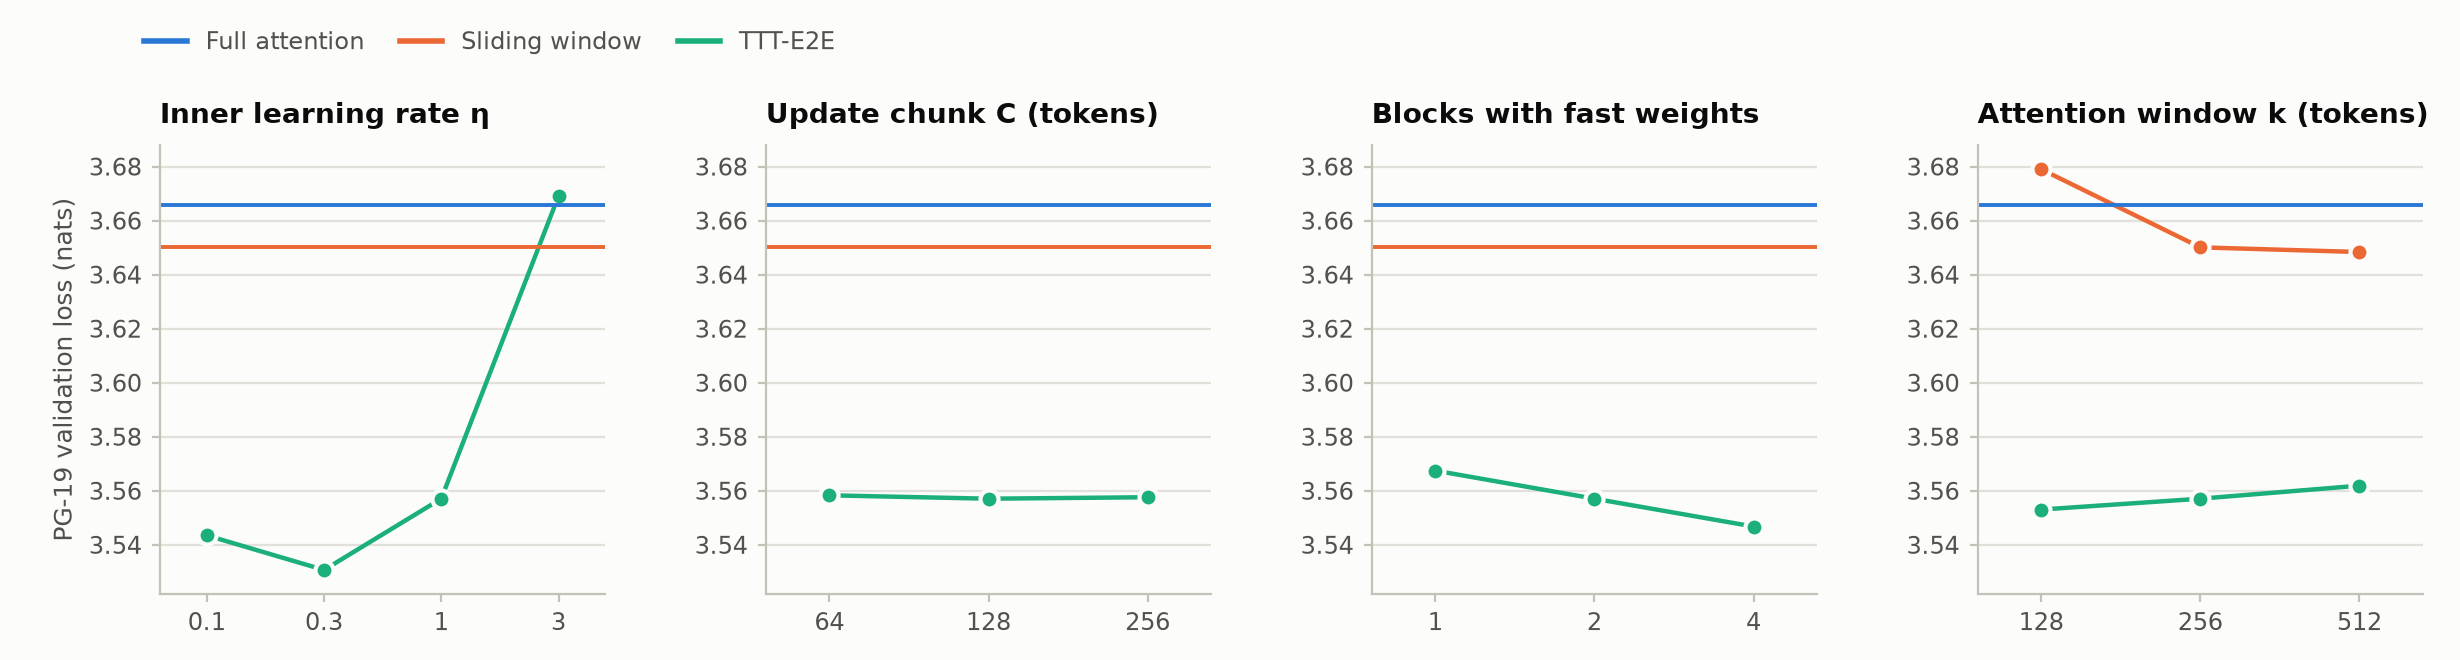 Full attention
Sliding window
TTT-E2E
Inner learning rate η
PG-19 validation loss (nats)
3.68
3.66
3.64
3.62
3.60
3.58
3.56
3.54
0.1 0.3 1 3
Update chunk C (tokens)
3.68
3.66
3.64
3.62
3.60
3.58
3.56
3.54
64 128 256
Blocks with fast weights
3.68
3.66
3.64
3.62
3.60
3.58
3.56
3.54
1 2 4
Attention window k (tokens)
3.68
3.66
3.64
3.62
3.60
3.58
3.56
3.54
128 256 512